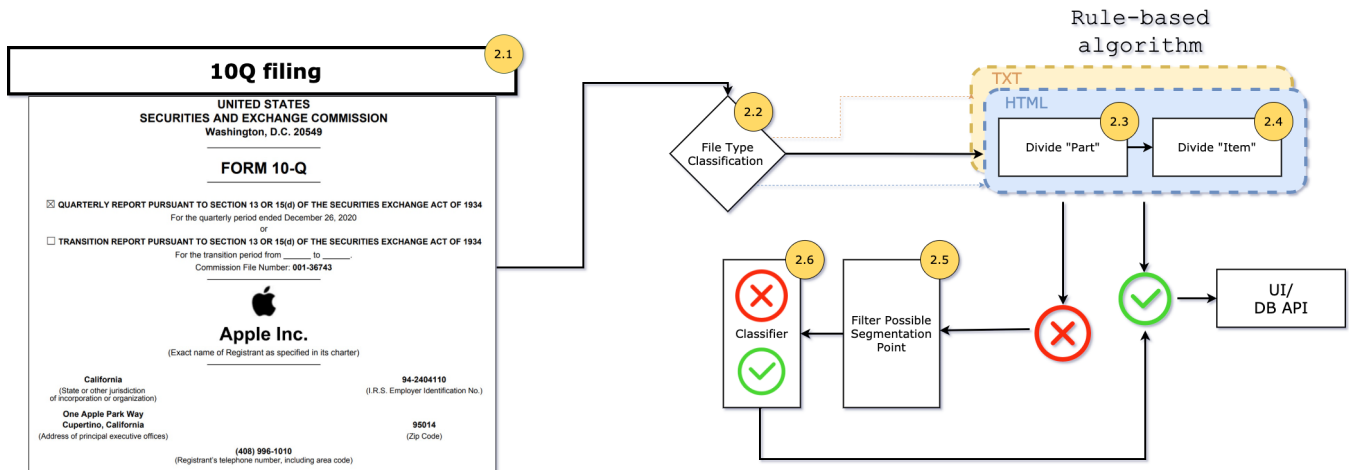 10Q filing
2.1
UNITED STATES
SECURITIES AND EXCHANGE COMMISSION
Washington, D.C. 20549
FORM 10-Q
☒ QUARTERLY REPORT PURSUANT TO SECTION 13 OR 15(d) OF THE SECURITIES EXCHANGE ACT OF 1934
For the quarterly period ended December 26, 2020
or
☐ TRANSITION REPORT PURSUANT TO SECTION 13 OR 15(d) OF THE SECURITIES EXCHANGE ACT OF 1934
For the transition period from ______ to ______.
Commission File Number: 001-36743
Apple Inc.
(Exact name of Registrant as specified in its charter)
California
(State or other jurisdiction
of incorporation or organization)
94-2404110
(I.R.S. Employer Identification No.)
One Apple Park Way
Cupertino, California
(Address of principal executive offices)
95014
(Zip Code)
(408) 996-1010
(Registrant's telephone number, including area code)
2.2
File Type
Classification
Rule-based
algorithm
TXT
HTML
2.3
Divide "Part"
2.4
Divide "Item"
2.6
Classifier
2.5
Filter Possible
Segmentation
Point
UI/
DB API